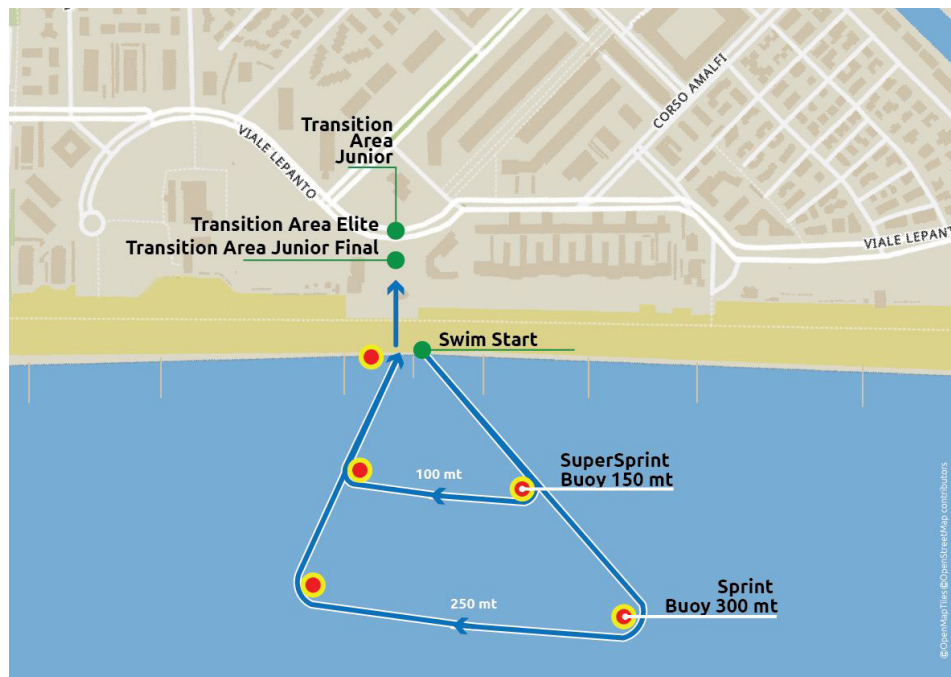 CORSO AMALFI
Transition
Area
Junior
VIALE LEPANTO
Transition Area Elite
Transition Area Junior Final
VIALE LEPANT
Swim Start
100 mt
SuperSprint
Buoy 150 mt
250 mt
Sprint
Buoy 300 mt
©OpenMapTiles©OpenStreetMap contributors